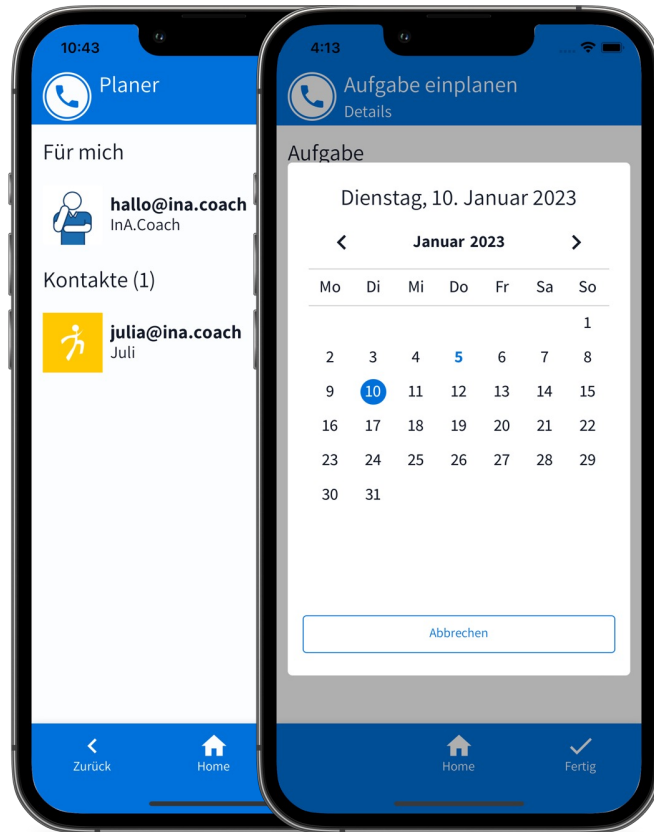 10:43
Planer
Für mich
hallo@ina.coach
InA.Coach
Kontakte (1)
julia@ina.coach
Juli
Zurück
Home
4:13
Aufgabe einplanen
Details
Aufgabe
Dienstag, 10. Januar 2023
Januar 2023
Mo Di Mi Do Fr Sa So
1
2 3 4 5 6 7 8
9 10 11 12 13 14 15
16 17 18 19 20 21 22
23 24 25 26 27 28 29
30 31
Abbrechen
Home
Fertig